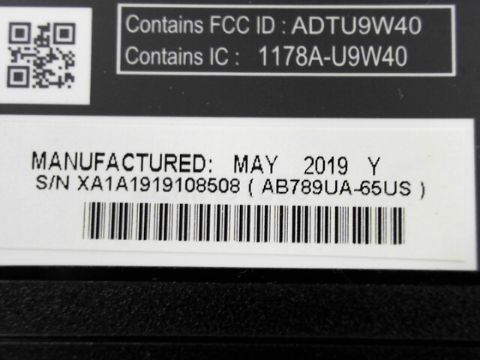 Contains FCC ID : ADTU9W40
Contains IC : 1178A-U9W40
MANUFACTURED: MAY 2019 Y
S/N XA1A1919108508 ( AB789UA-65US )